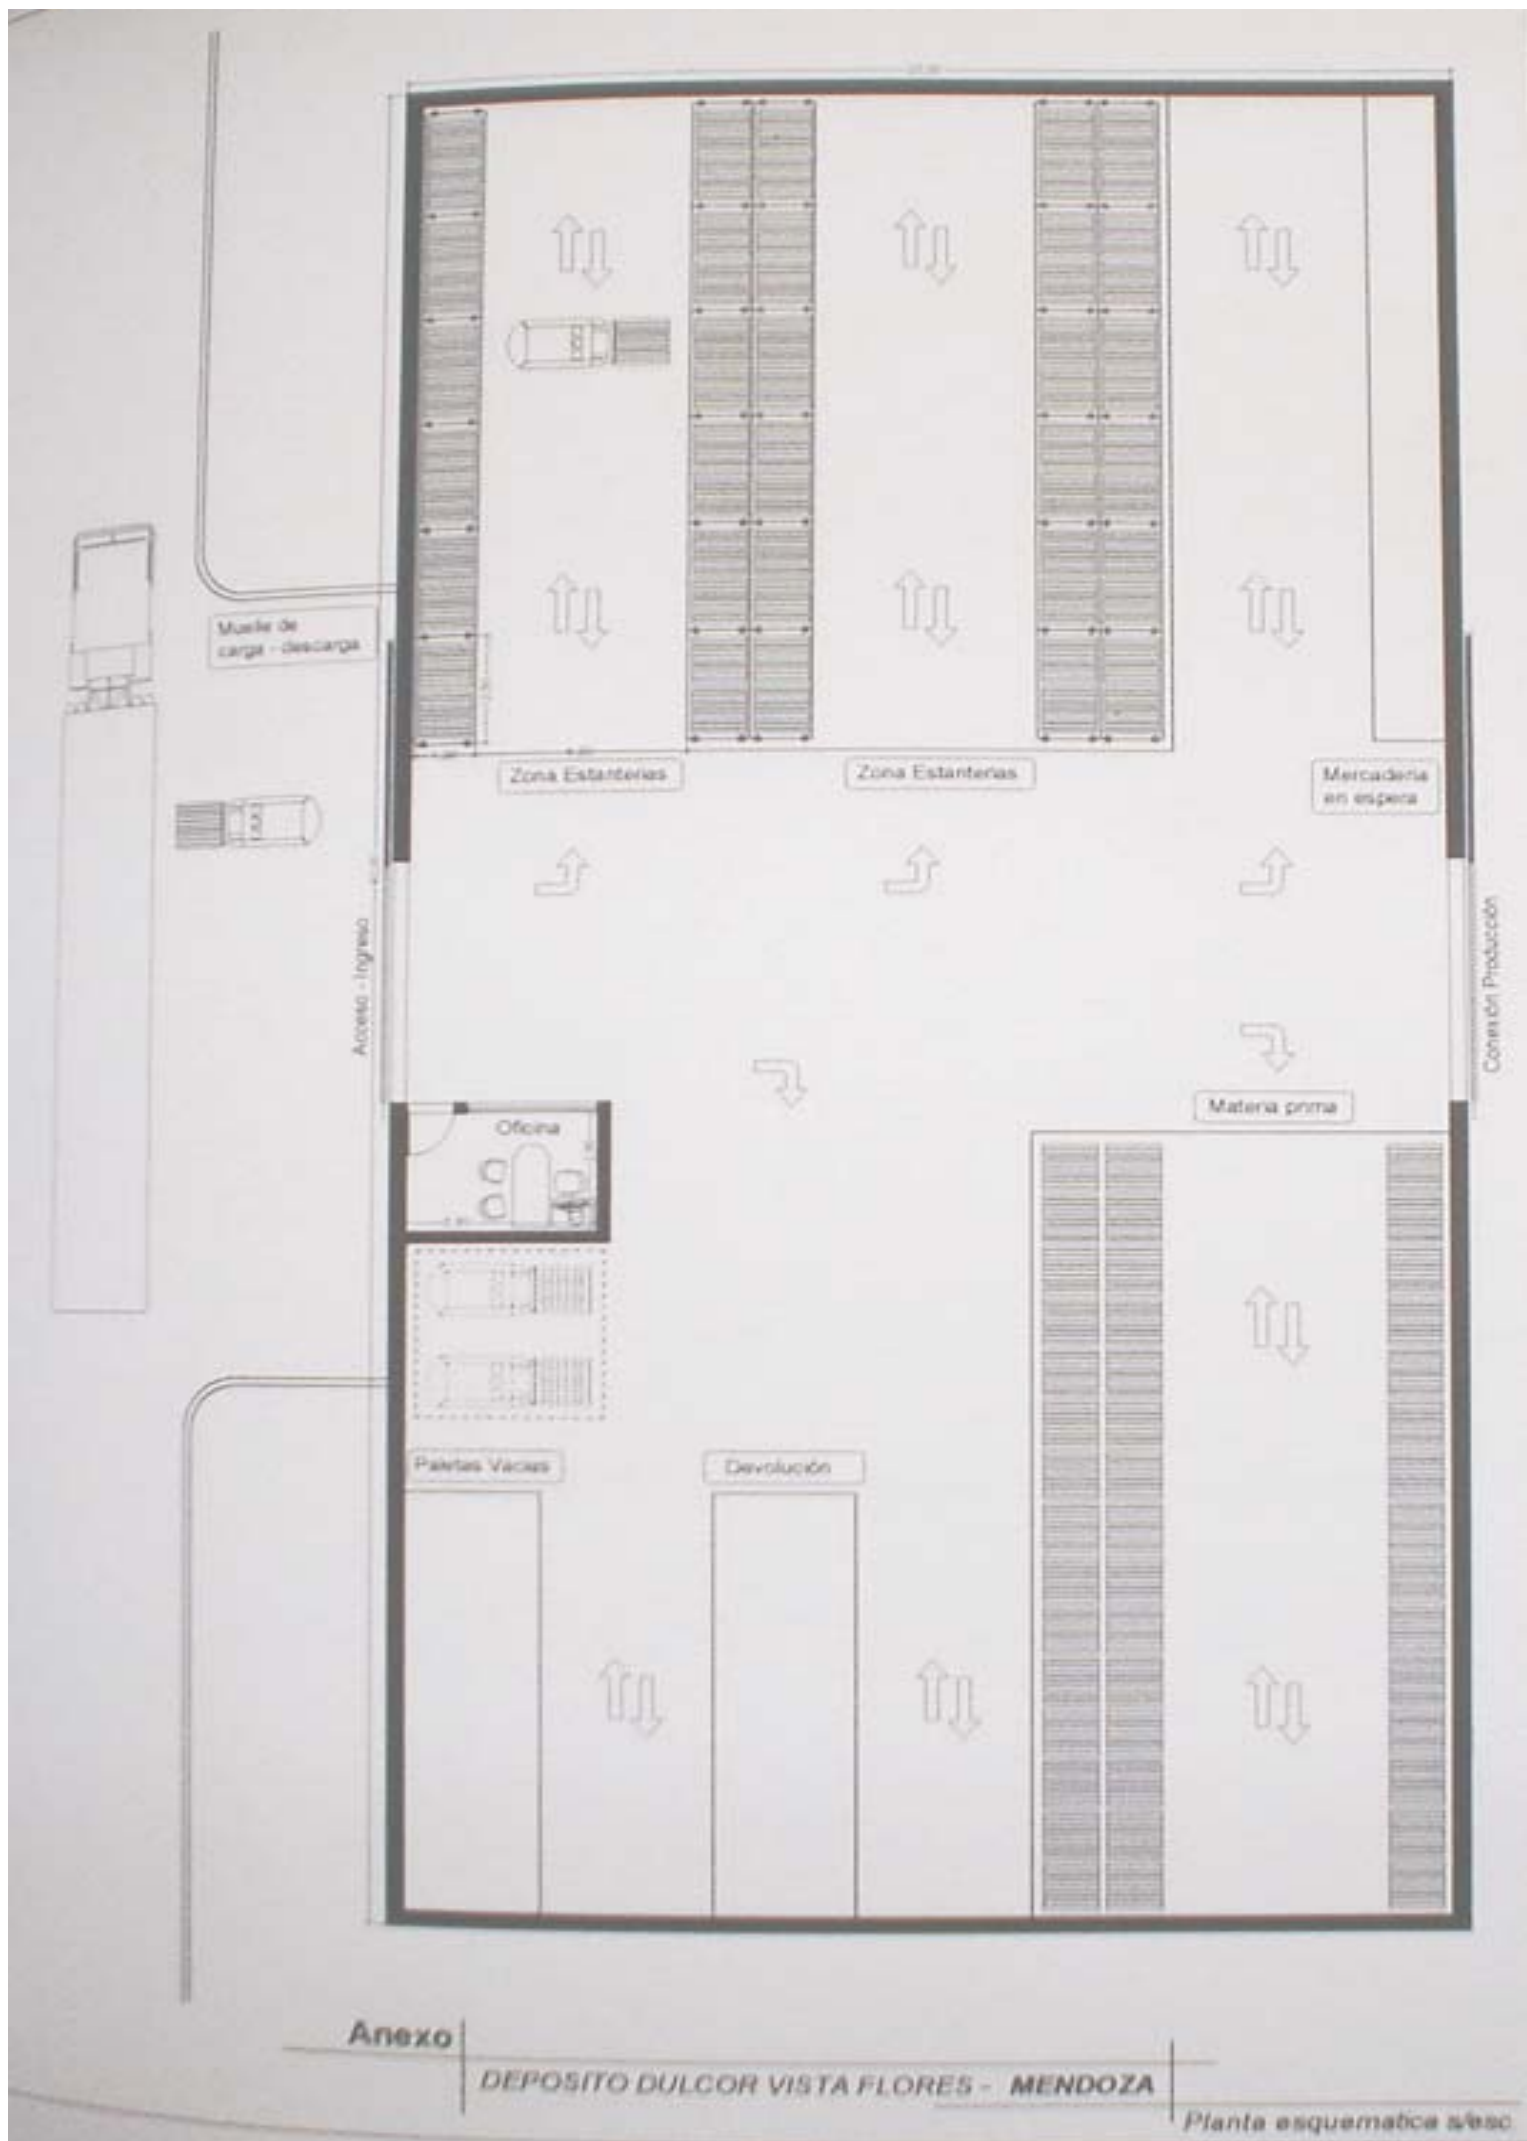 Muelle de
carga - descarga
Zona Estanterias
Zona Estanterias
Mercaderia
en espera
Acceso - Ingreso
Conexión Producción
Materia prima
Oficina
Paletas Vacias
Devolución
Anexo
DEPOSITO DULCOR VISTA FLORES - MENDOZA
Planta esquematica s/esc.